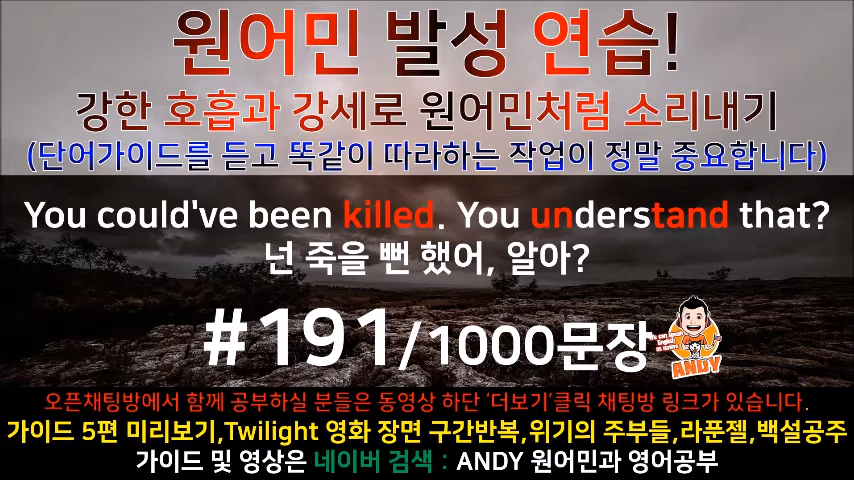 원어민 발성 연습!
강한 호흡과 강세로 원어민처럼 소리내기
(단어가이드를 듣고 똑같이 따라하는 작업이 정말 중요합니다)
You could've been killed. You understand that?
넌 죽을 뻔 했어, 알아?
#191/1000문장
ANDY
오픈채팅방에서 함께 공부하실 분들은 동영상 하단 '더보기'클릭 채팅방 링크가 있습니다.
가이드 5편 미리보기,Twilight 영화 장면 구간반복,위기의 주부들,라푼젤,백설공주
가이드 및 영상은 네이버 검색 : ANDY 원어민과 영어공부